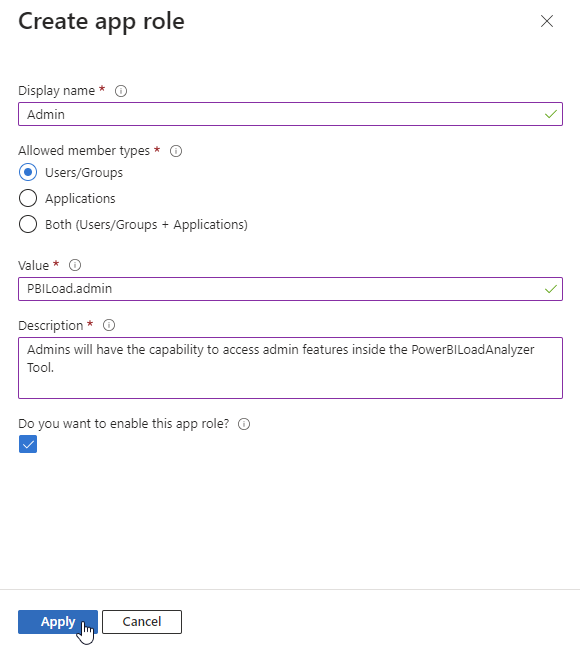 Create app role
Display name *
Admin
Allowed member types *
Users/Groups
Applications
Both (Users/Groups + Applications)
Value *
PBILoad.admin
Description *
Admins will have the capability to access admin features inside the PowerBILoadAnalyzer
Tool.
Do you want to enable this app role?
Apply
Cancel